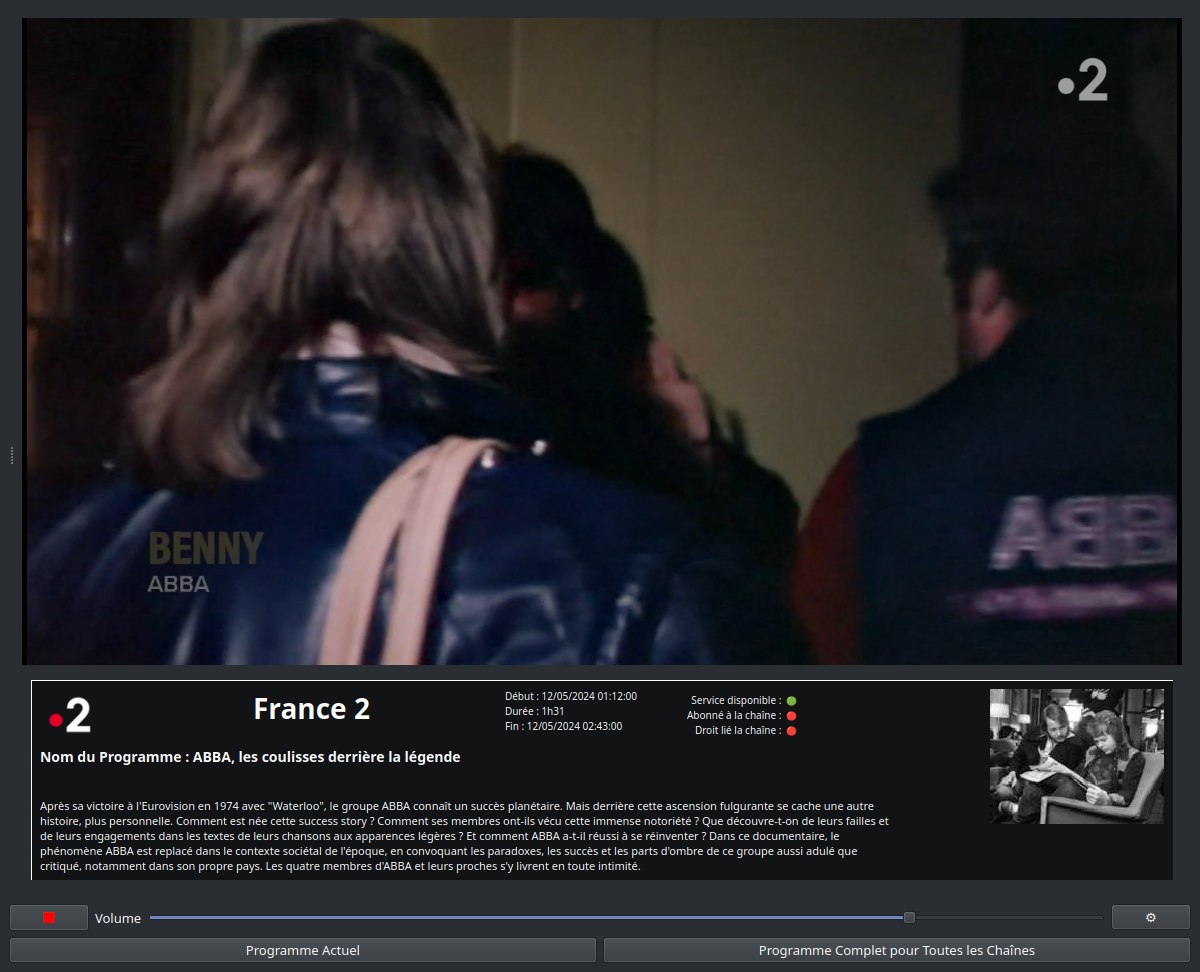 2
BENNY
ABBA
ABBA
2
France 2
Début : 12/05/2024 01:12:00
Durée : 1h31
Fin : 12/05/2024 02:43:00
Service disponible :
Abonné à la chaîne :
Droit lié la chaîne :
Nom du Programme : ABBA, les coulisses derrière la légende
Après sa victoire à l'Eurovision en 1974 avec "Waterloo", le groupe ABBA connaît un succès planétaire. Mais derrière cette ascension fulgurante se cache une autre
histoire, plus personnelle. Comment est née cette success story ? Comment ses membres ont-ils vécu cette immense notoriété ? Que découvre-t-on de leurs failles et
de leurs engagements dans les textes de leurs chansons aux apparences légères ? Et comment ABBA a-t-il réussi à se réinventer ? Dans ce documentaire, le
phénomène ABBA est replacé dans le contexte sociétal de l'époque, en convoquant les paradoxes, les succès et les parts d'ombre de ce groupe aussi adulé que
critiqué, notamment dans son propre pays. Les quatre membres d'ABBA et leurs proches s'y livrent en toute intimité.
Volume
Programme Actuel
Programme Complet pour Toutes les Chaînes